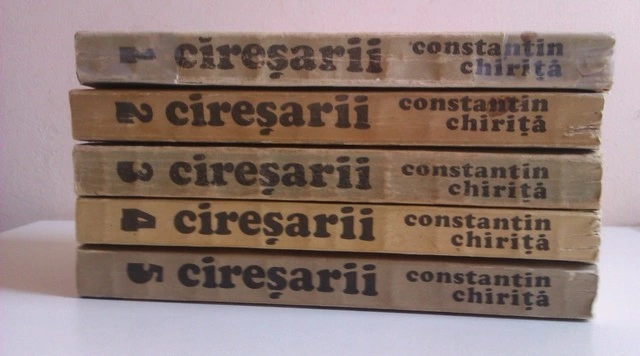 1 cireșarii constantin
chiriță
2 cireșarii constantin
chiriță
3 cireșarii constantin
chiriță
4 cireșarii constantin
chiriță
5 cireșarii constantin
chiriță